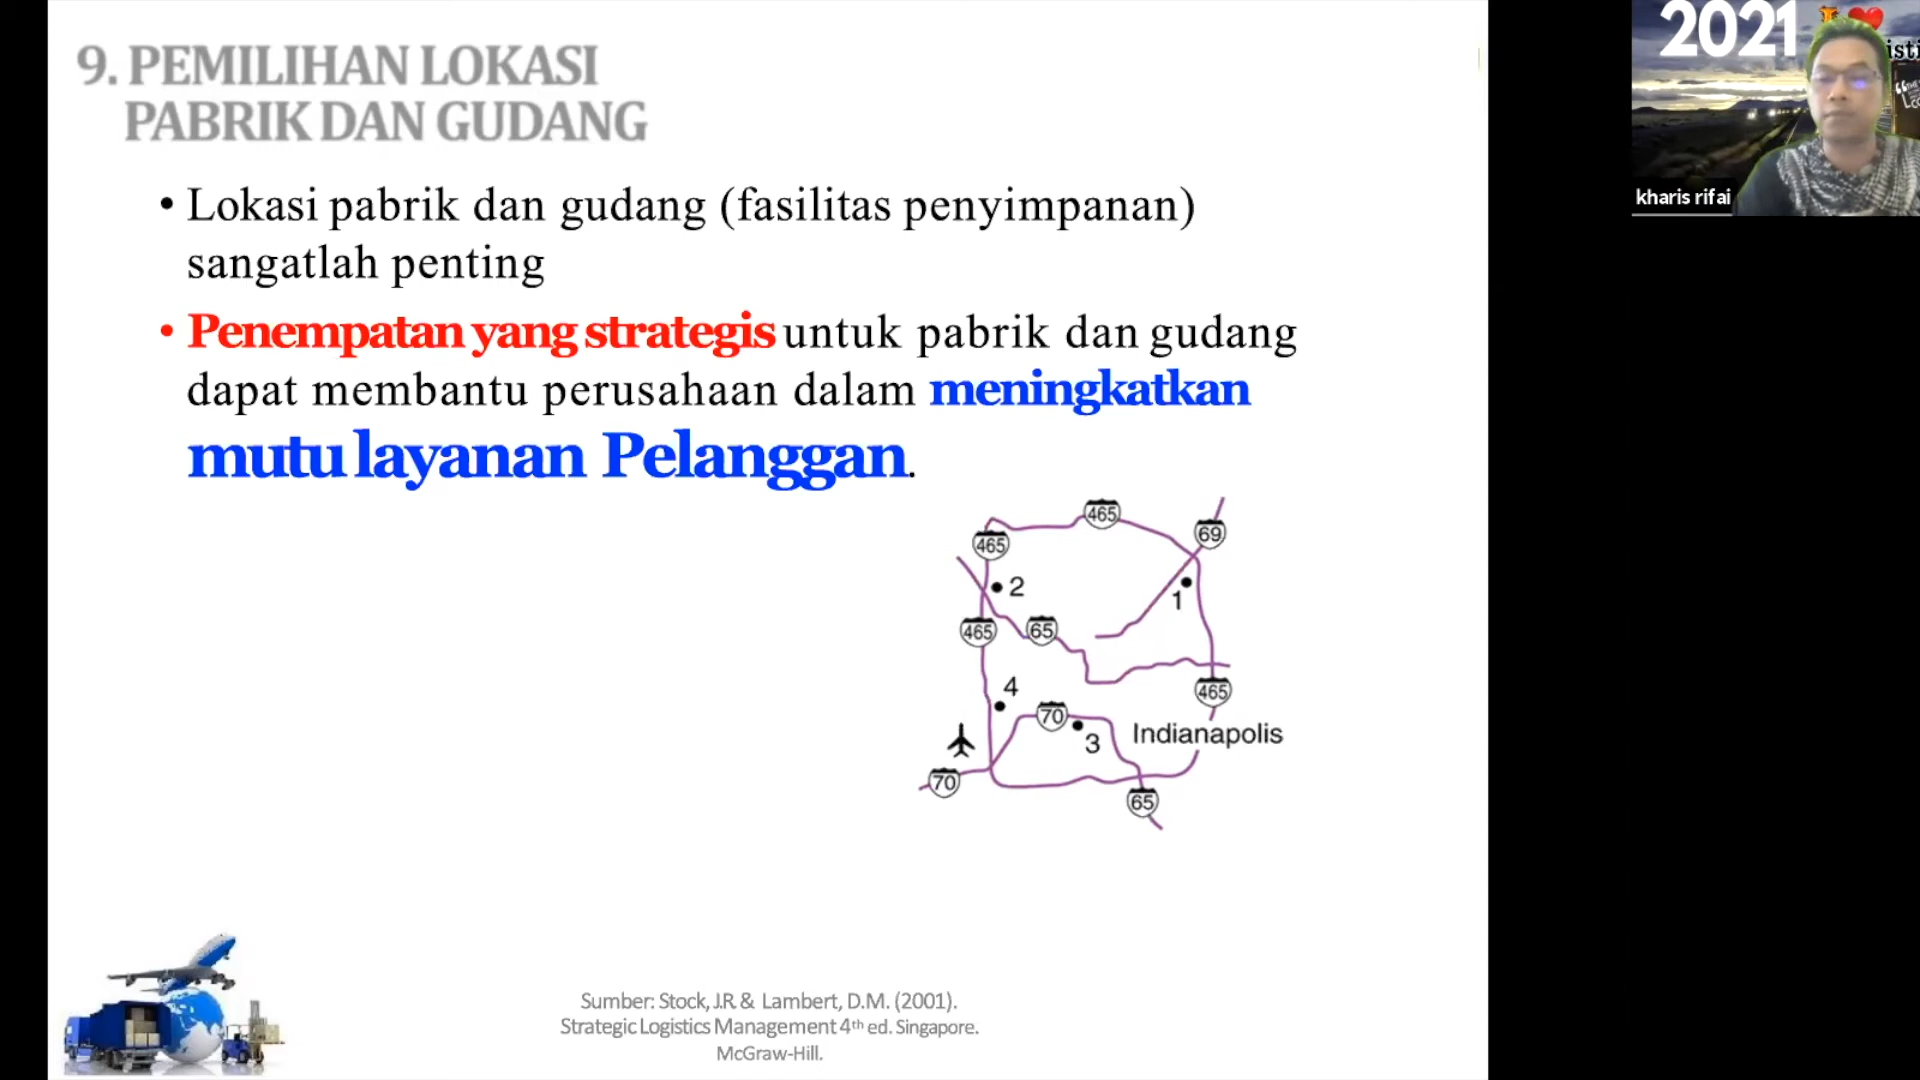 9. PEMILIHAN LOKASI
PABRIK DAN GUDANG
• Lokasi pabrik dan gudang (fasilitas penyimpanan)
sangatlah penting
• Penempatan yang strategis untuk pabrik dan gudang
dapat membantu perusahaan dalam meningkatkan
mutu layanan Pelanggan.
465
69
465
2
1
465
65
4
465
70
3
Indianapolis
70
65
Sumber: Stock, J.R & Lambert, D.M. (2001).
Strategic Logistics Management 4th ed. Singapore.
McGraw-Hill.
2021
kharis rifai